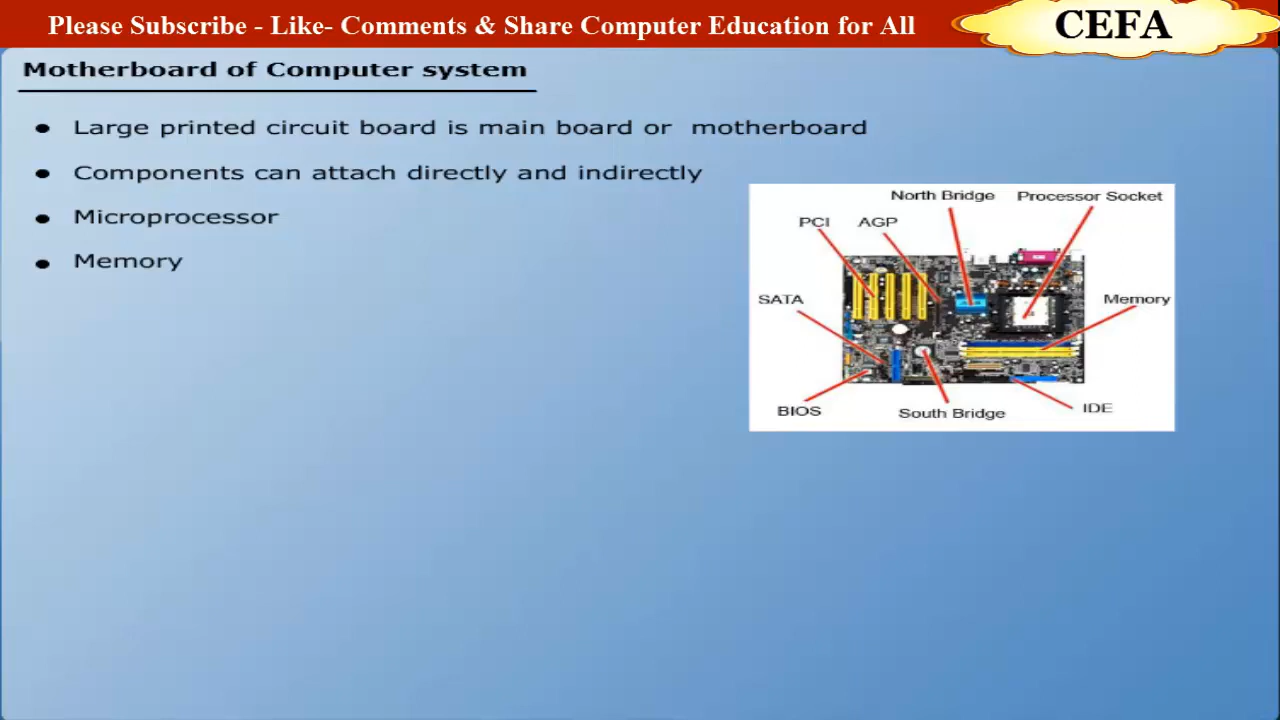 Please Subscribe - Like- Comments & Share Computer Education for All
CEFA
Motherboard of Computer system
Large printed circuit board is main board or motherboard
Components can attach directly and indirectly
Microprocessor
Memory
North Bridge
Processor Socket
PCI
AGP
SATA
Memory
BIOS
South Bridge
IDE